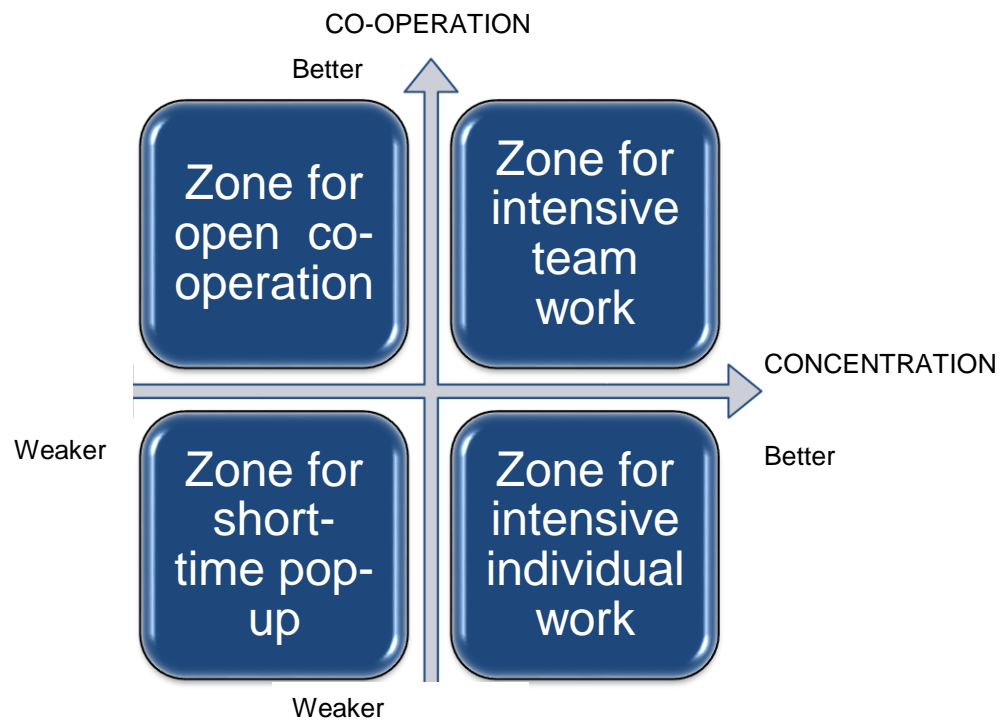 CO-OPERATION
Better
Zone for
open co-
operation
Zone for
intensive
team
work
CONCENTRATION
Weaker
Better
Zone for
short-
time pop-
up
Zone for
intensive
individual
work
Weaker